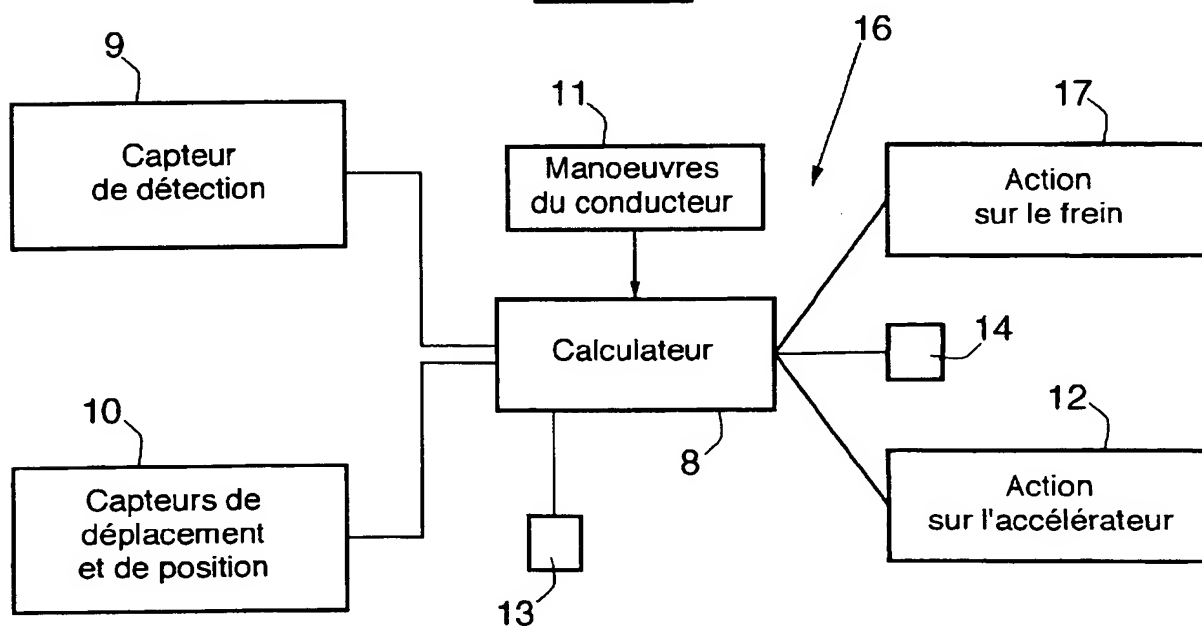 16
9
Capteur
de détection
11
Manoeuvres
du conducteur
17
Action
sur le frein
Calculateur
8
14
10
Capteurs de
déplacement
et de position
13
12
Action
sur l'accélérateur